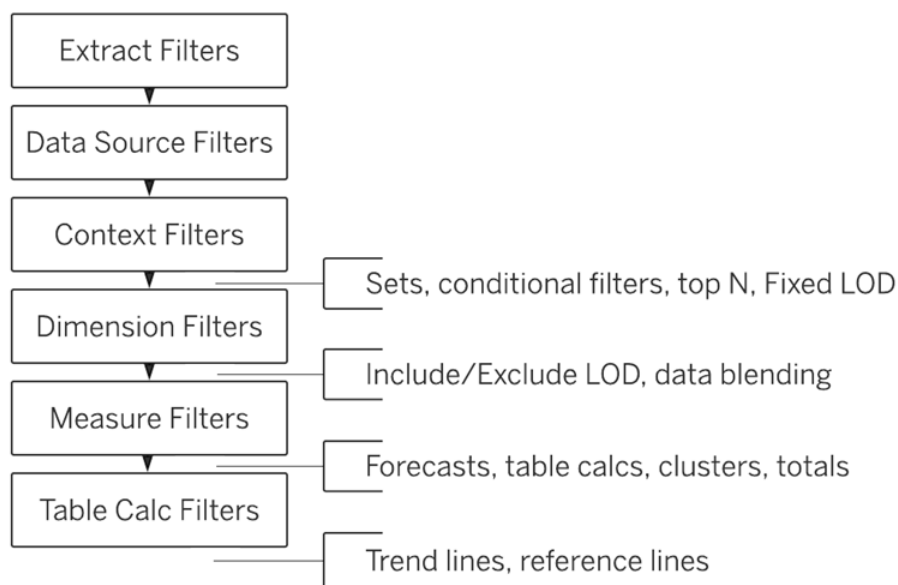 Extract Filters
Data Source Filters
Context Filters
Sets, conditional filters, top N, Fixed LOD
Dimension Filters
Include/Exclude LOD, data blending
Measure Filters
Forecasts, table calcs, clusters, totals
Table Calc Filters
Trend lines, reference lines